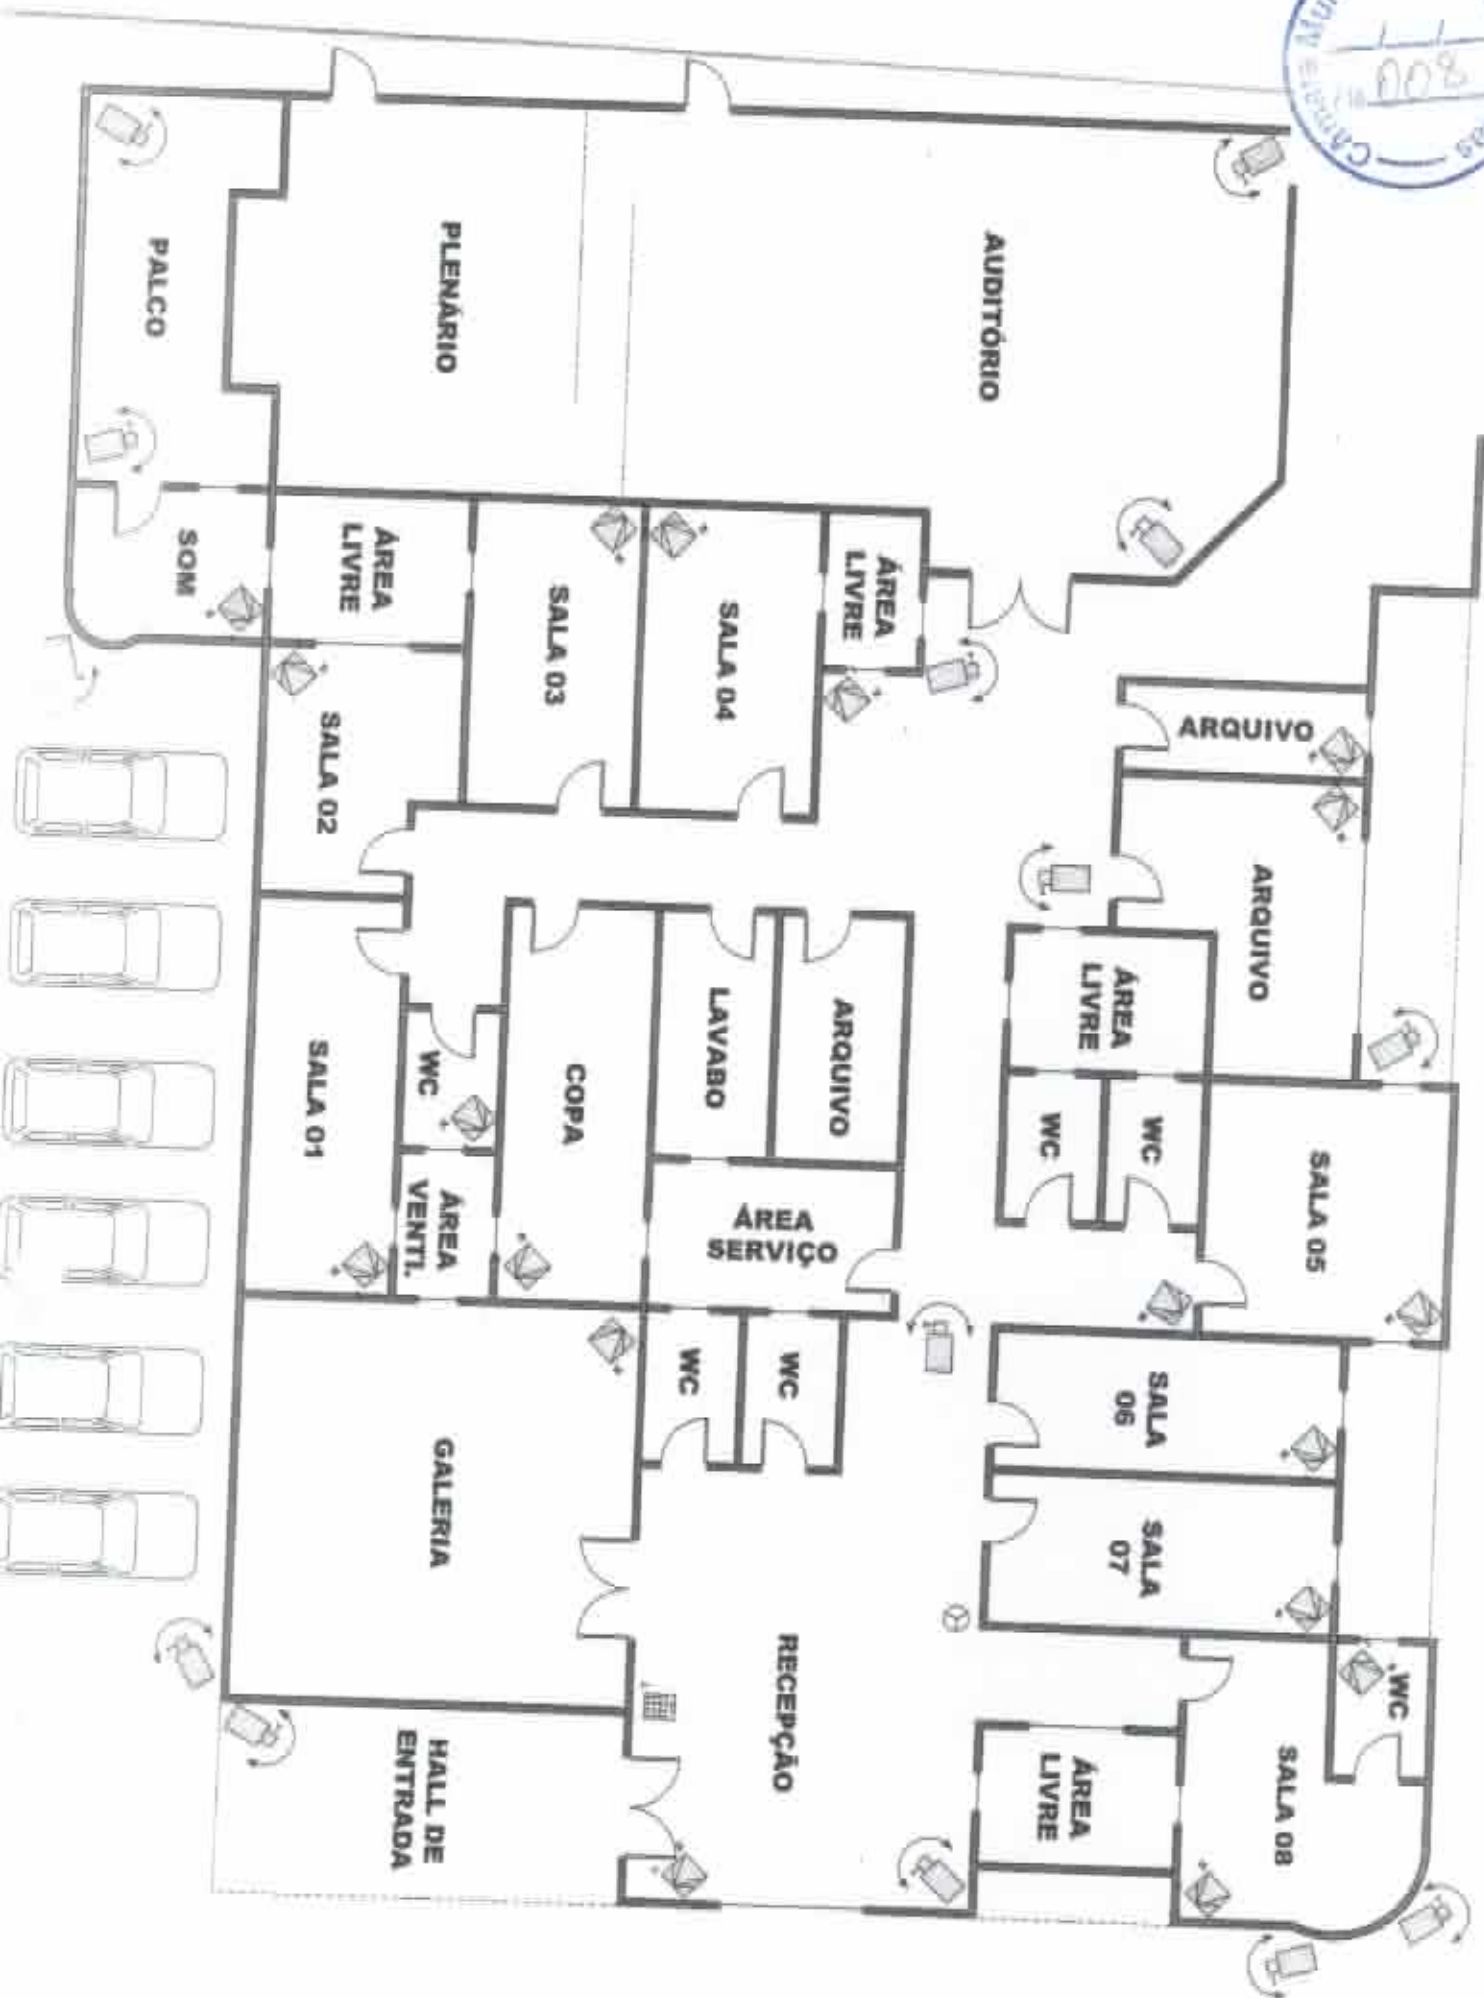 008
Câmara
PALCO
PLENÁRIO
AUDITÓRIO
SOM
ÁREA
LIVRE
SALA 03
SALA 04
ÁREA
LIVRE
SALA 02
ARQUIVO
ARQUIVO
SALA 01
WC
COPA
LAVABO
ARQUIVO
ÁREA
LIVRE
WC
WC
SALA 05
ÁREA
VENTI.
ÁREA
SERVIÇO
WC
WC
SALA
06
SALA
07
GALERIA
RECEPÇÃO
WC
SALA 08
ÁREA
LIVRE
HALL DE
ENTRADA